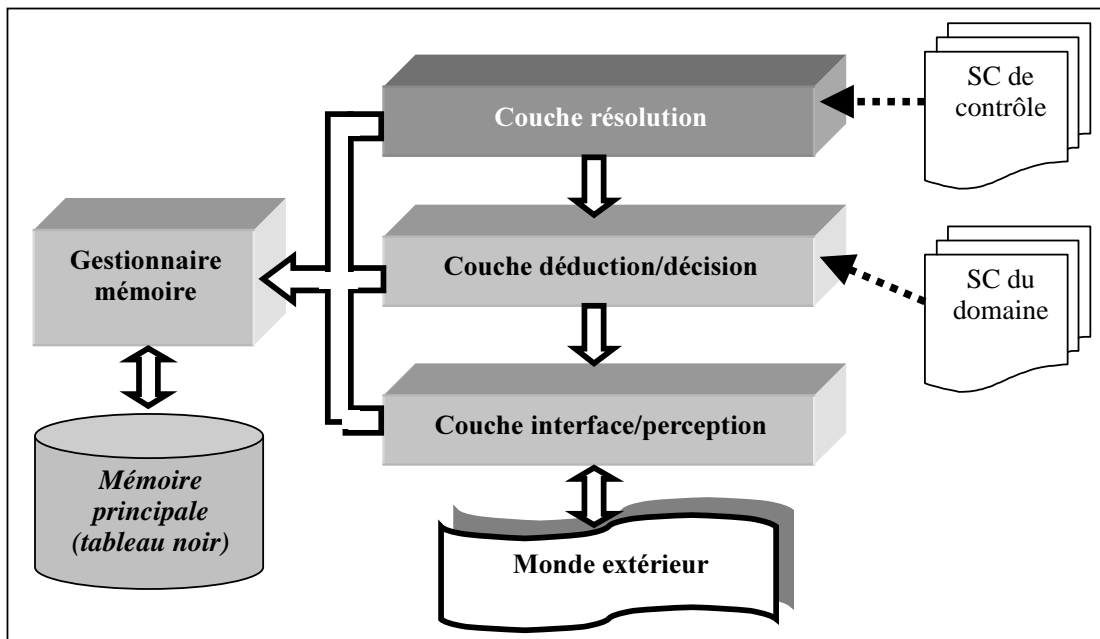 Couche résolution
SC de
contrôle
Gestionnaire
mémoire
Couche déduction/décision
SC du
domaine
Couche interface/perception
Mémoire
principale
(tableau noir)
Monde extérieur